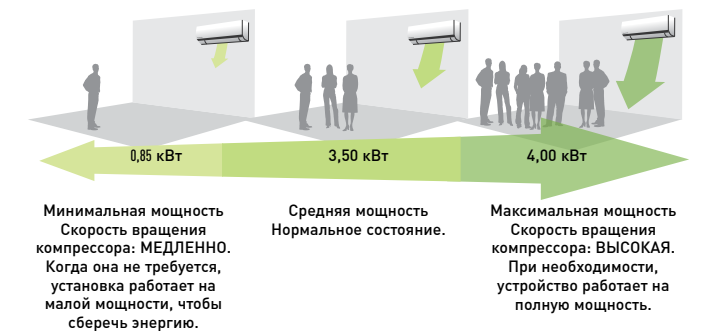 0,85 кВт
3,50 кВт
4,00 кВт
Минимальная мощность
Скорость вращения
компрессора: МЕДЛЕННО.
Когда она не требуется,
установка работает на
малой мощности, чтобы
сберечь энергию.
Средняя мощность
Нормальное состояние.
Максимальная мощность
Скорость вращения
компрессора: ВЫСОКАЯ.
При необходимости,
устройство работает на
полную мощность.